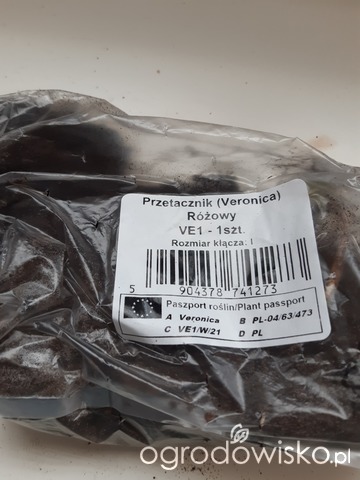 Przetacznik (Veronica)
Różowy
VE1 - 1szt.
Rozmiar kłącza: I
5 904378 741273
Paszport roślin/Plant passport
A Veronica B PL-04/63/473
C VE1/W/21 D PL
ogrodowisko.pl